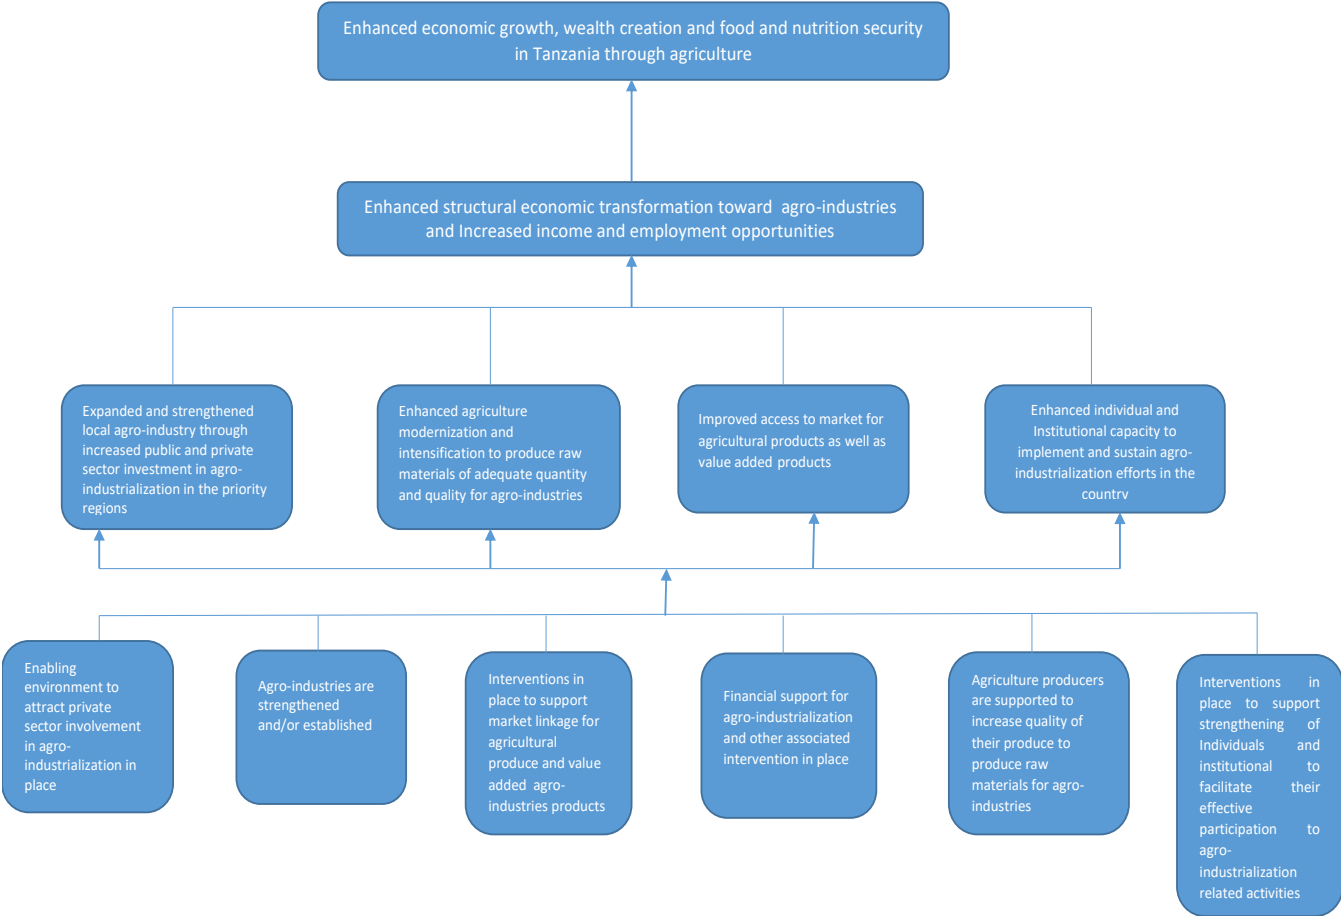 Enhanced economic growth, wealth creation and food and nutrition security
in Tanzania through agriculture
Enhanced structural economic transformation toward agro-industries
and Increased income and employment opportunities
Expanded and strengthened
local agro-industry through
increased public and private
sector investment in agro-
industrialization in the priority
regions
Enhanced agriculture
modernization and
intensification to produce raw
materials of adequate quantity
and quality for agro-industries
Improved access to market for
agricultural products as well as
value added products
Enhanced individual and
Institutional capacity to
implement and sustain agro-
industrialization efforts in the
country
Enabling
environment to
attract private
sector involvement
in agro-
industrialization in
place
Agro-industries are
strengthened
and/or established
Interventions in
place to support
market linkage for
agricultural
produce and value
added agro-
industries products
Financial support for
agro-industrialization
and other associated
intervention in place
Agriculture producers
are supported to
increase quality of
their produce to
produce raw
materials for agro-
industries
Interventions in
place to support
strengthening of
Individuals and
institutional to
facilitate their
effective
participation to
agro-
industrialization
related activities